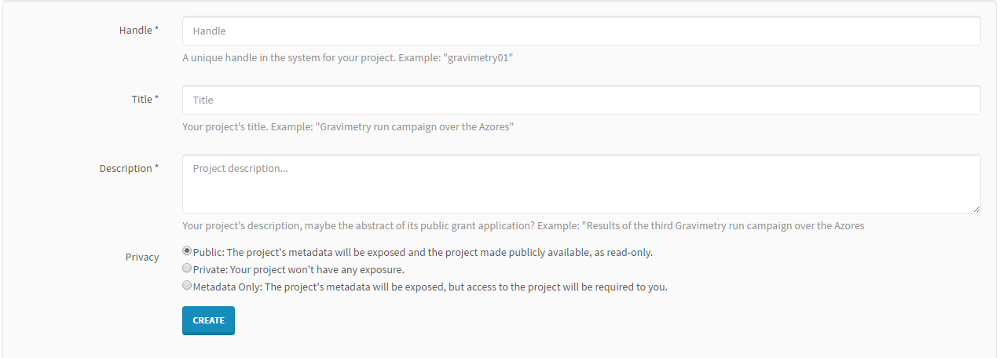 Handle *
Handle
A unique handle in the system for your project. Example: "gravimetry01"
Title *
Title
Your project's title. Example: "Gravimetry run campaign over the Azores"
Description *
Project description...
Your project's description, maybe the abstract of its public grant application? Example: "Results of the third Gravimetry run campaign over the Azores
Privacy
Public: The project's metadata will be exposed and the project made publicly available, as read-only.
Private: Your project won't have any exposure.
Metadata Only: The project's metadata will be exposed, but access to the project will be required to you.
CREATE